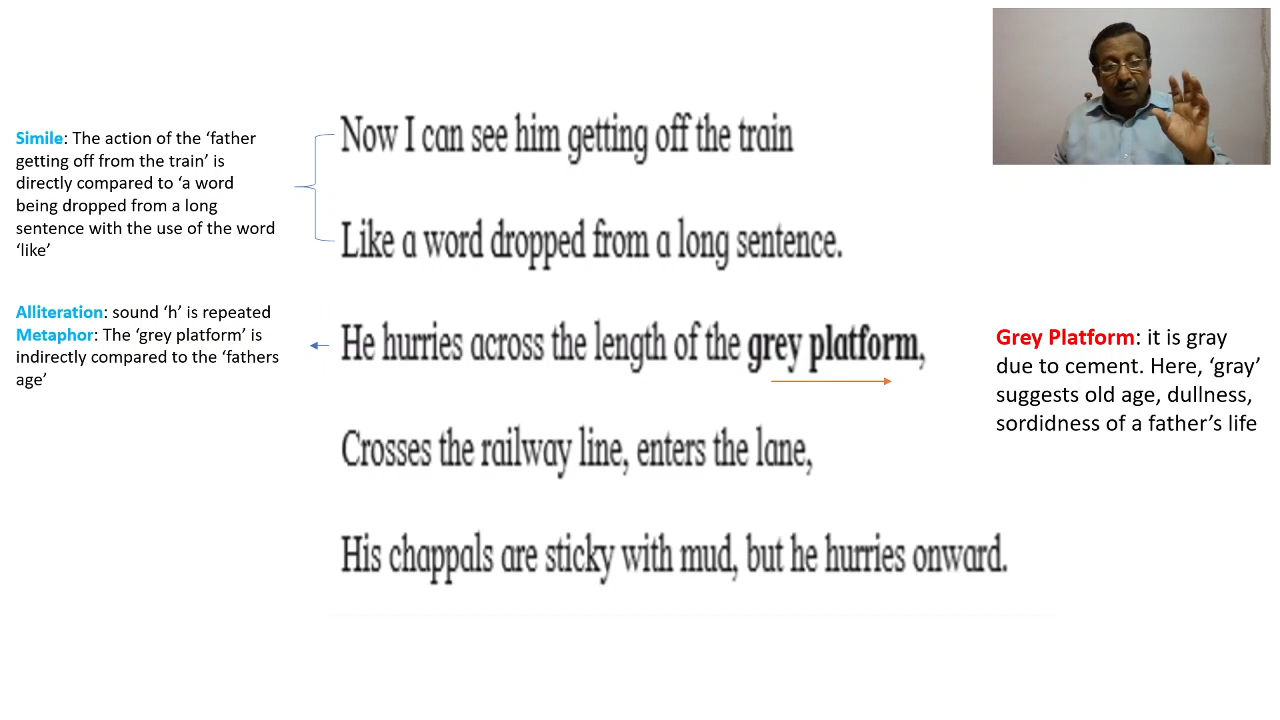 Simile: The action of the ‘father
getting off from the train’ is
directly compared to ‘a word
being dropped from a long
sentence with the use of the word
‘like’
Alliteration: sound ‘h’ is repeated
Metaphor: The ‘grey platform’ is
indirectly compared to the ‘fathers
age’
Now I can see him getting off the train
Like a word dropped from a long sentence.
He hurries across the length of the grey platform,
Crosses the railway line, enters the lane,
His chappals are sticky with mud, but he hurries onward.
Grey Platform: it is gray
due to cement. Here, ‘gray’
suggests old age, dullness,
sordidness of a father’s life